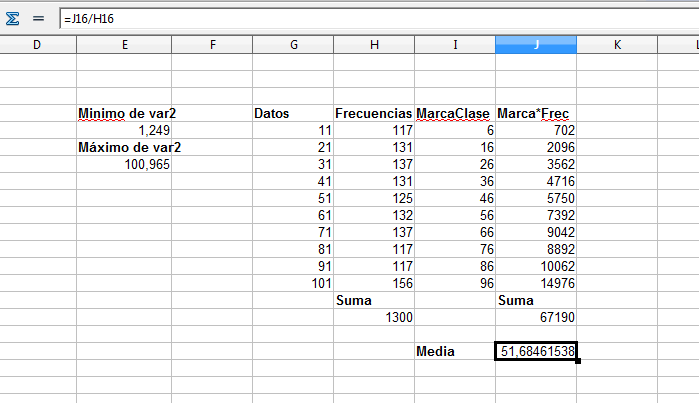 =J16/H16
D E F G H I J K L
Minimo de var2 Datos Frecuencias MarcaClase Marca*Frec
1,249 11 117 6 702
Máximo de var2 21 131 16 2096
100,965 31 137 26 3562
41 131 36 4716
51 125 46 5750
61 132 56 7392
71 137 66 9042
81 117 76 8892
91 117 86 10062
101 156 96 14976
Suma Suma
1300 67190
Media 51,68461538